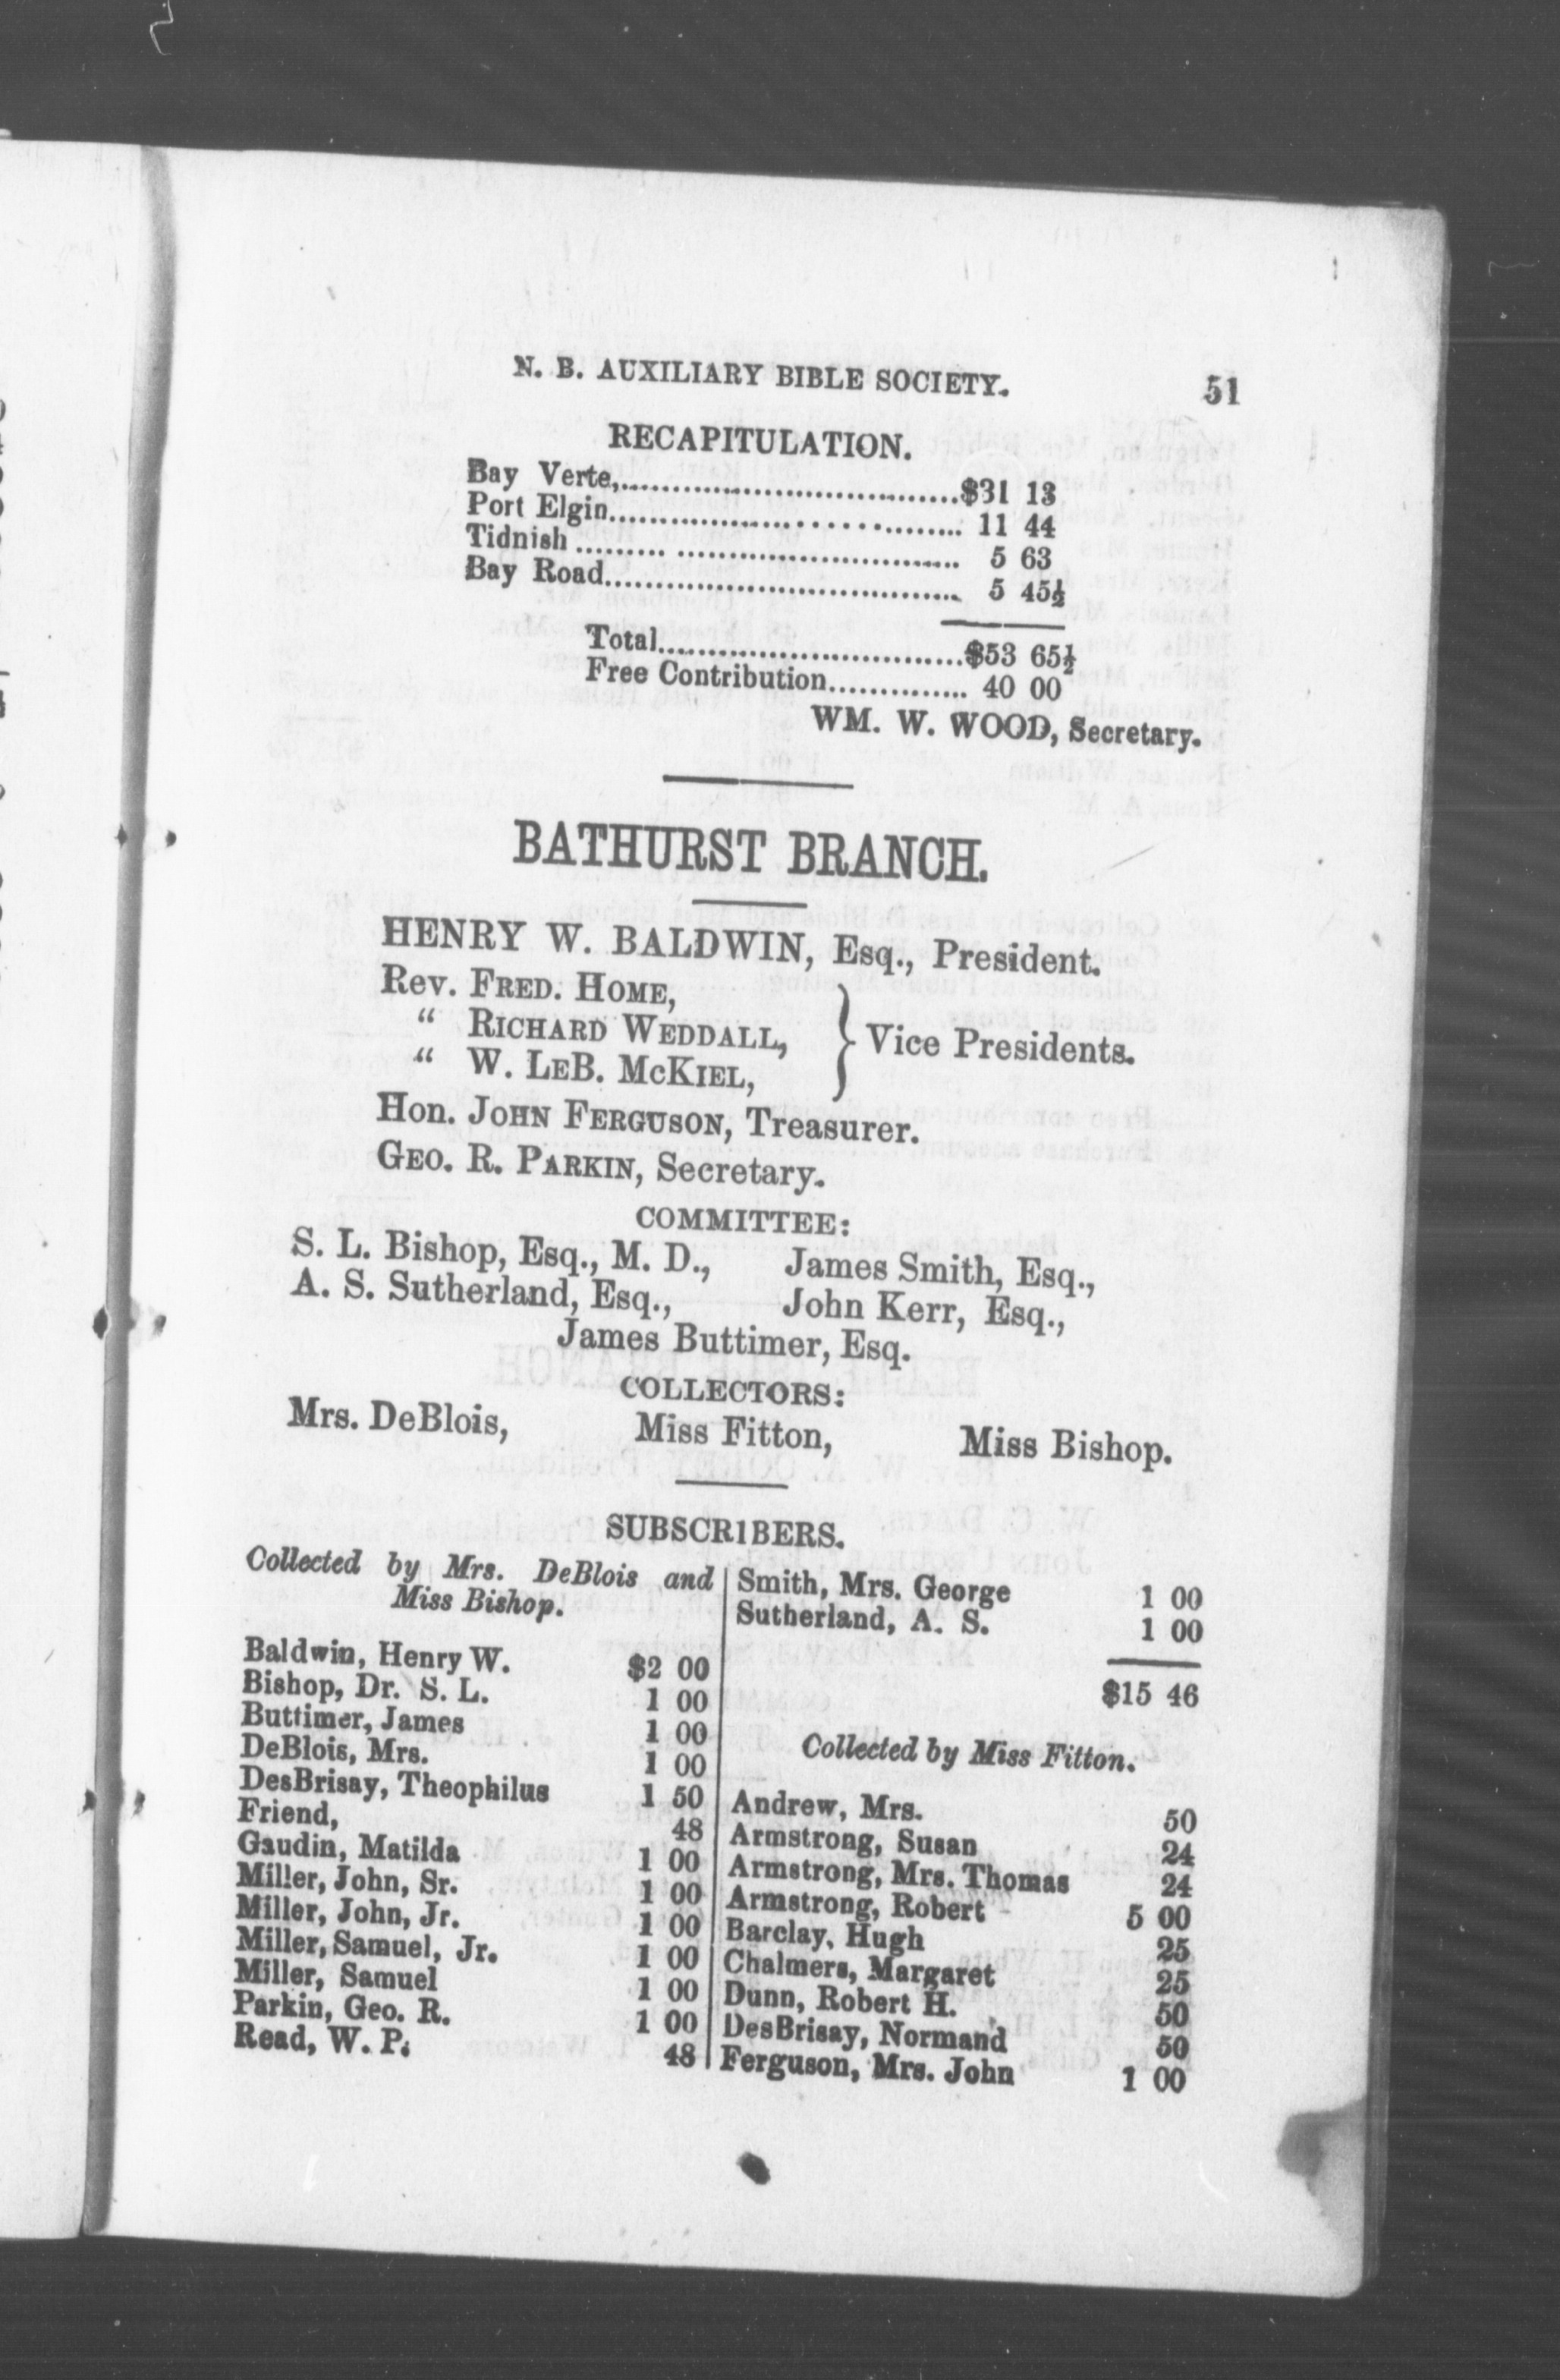 N. B. AUXILIARY BIBLE SOCIETY. 51
RECAPITULATION.
Bay Verte,..................................$31 13
Port Elgin................................... 11 44
Tidnish ...................................... 5 63
Bay Road.................................... 5 45½
Total...............................$53 65½
Free Contribution.............. 40 00
WM. W. WOOD, Secretary.
BATHURST BRANCH.
HENRY W. BALDWIN, Esq., President.
Rev. FRED. HOME,
“ RICHARD WEDDALL, } Vice Presidents.
“ W. LEB. MCKIEL,
Hon. JOHN FERGUSON, Treasurer.
GEO. R. PARKIN, Secretary.
COMMITTEE:
S. L. Bishop, Esq., M. D., James Smith, Esq.,
A. S. Sutherland, Esq., John Kerr, Esq.,
James Buttimer, Esq.
COLLECTORS:
Mrs. DeBlois, Miss Fitton, Miss Bishop.
SUBSCRIBERS.
Collected by Mrs. DeBlois and
Miss Bishop.
Baldwin, Henry W. $2 00
Bishop, Dr. S. L. 1 00
Buttimer, James 1 00
DeBlois, Mrs. 1 00
DesBrisay, Theophilus 1 50
Friend, 48
Gaudin, Matilda 1 00
Miller, John, Sr. 1 00
Miller, John, Jr. 1 00
Miller, Samuel, Jr. 1 00
Miller, Samuel 1 00
Parkin, Geo. R. 1 00
Read, W. P. 48
Smith, Mrs. George 1 00
Sutherland, A. S. 1 00
$15 46
Collected by Miss Fitton.
Andrew, Mrs. 50
Armstrong, Susan 24
Armstrong, Mrs. Thomas 24
Armstrong, Robert 5 00
Barclay, Hugh 25
Chalmers, Margaret 25
Dunn, Robert H. 50
DesBrisay, Normand 50
Ferguson, Mrs. John 1 00